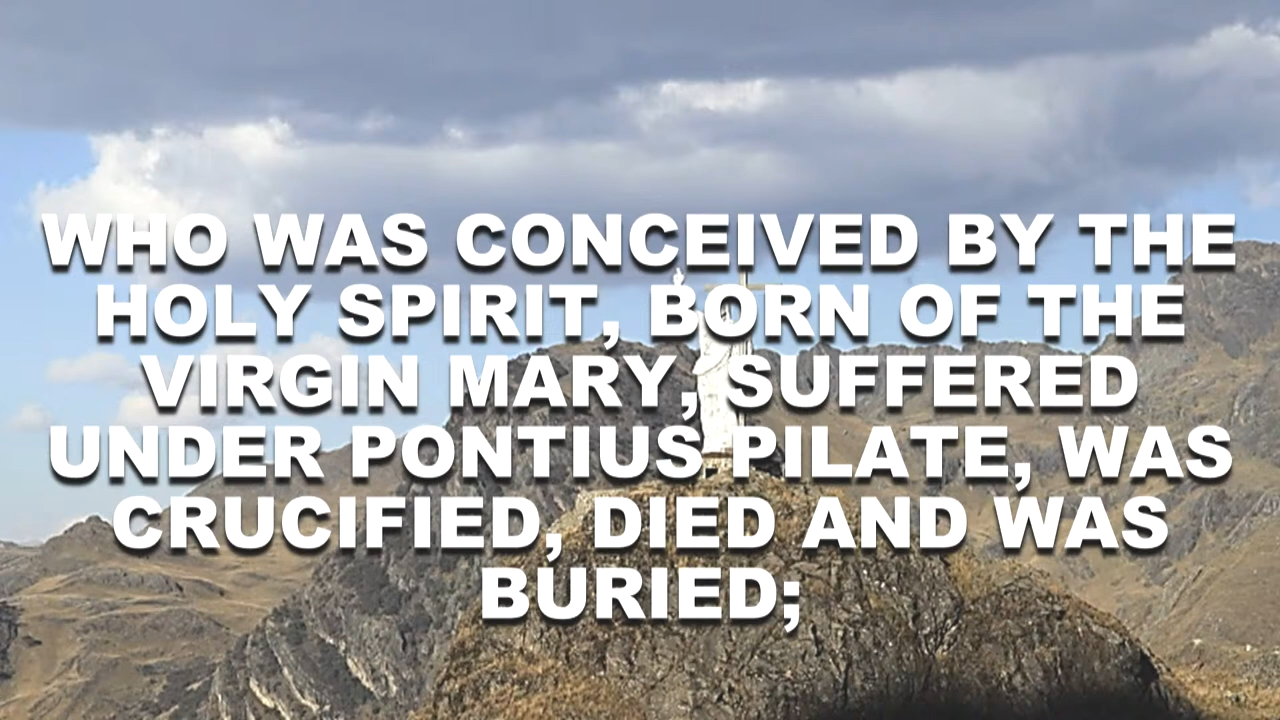 WHO WAS CONCEIVED BY THE
HOLY SPIRIT, BORN OF THE
VIRGIN MARY, SUFFERED
UNDER PONTIUS PILATE, WAS
CRUCIFIED, DIED AND WAS
BURIED;